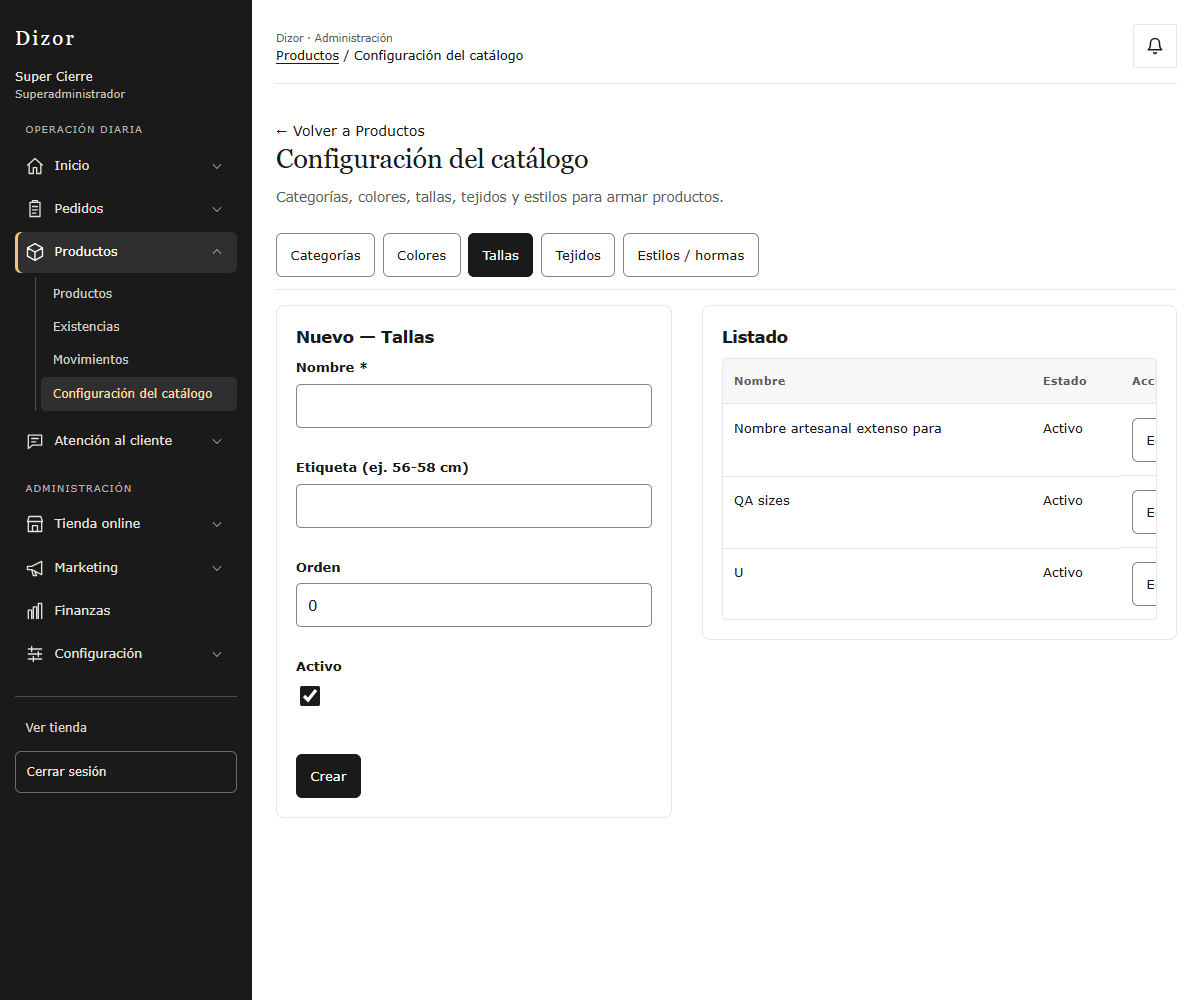 Dizor
Super Cierre
Superadministrador
OPERACIÓN DIARIA
Inicio
Pedidos
Productos
Productos
Existencias
Movimientos
Configuración del catálogo
Atención al cliente
ADMINISTRACIÓN
Tienda online
Marketing
Finanzas
Configuración
Ver tienda
Cerrar sesión
Dizor · Administración
Productos / Configuración del catálogo
← Volver a Productos
Configuración del catálogo
Categorías, colores, tallas, tejidos y estilos para armar productos.
Categorías Colores Tallas Tejidos Estilos / hormas
Nuevo — Tallas
Nombre *
Etiqueta (ej. 56-58 cm)
Orden
0
Activo
Crear
Listado
Nombre Estado Acc
Nombre artesanal extenso para Activo E
QA sizes Activo E
U Activo E